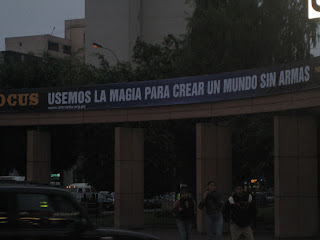 OCUS USEMOS LA MAGIA PARA CREAR UN MUNDO SIN ARMAS